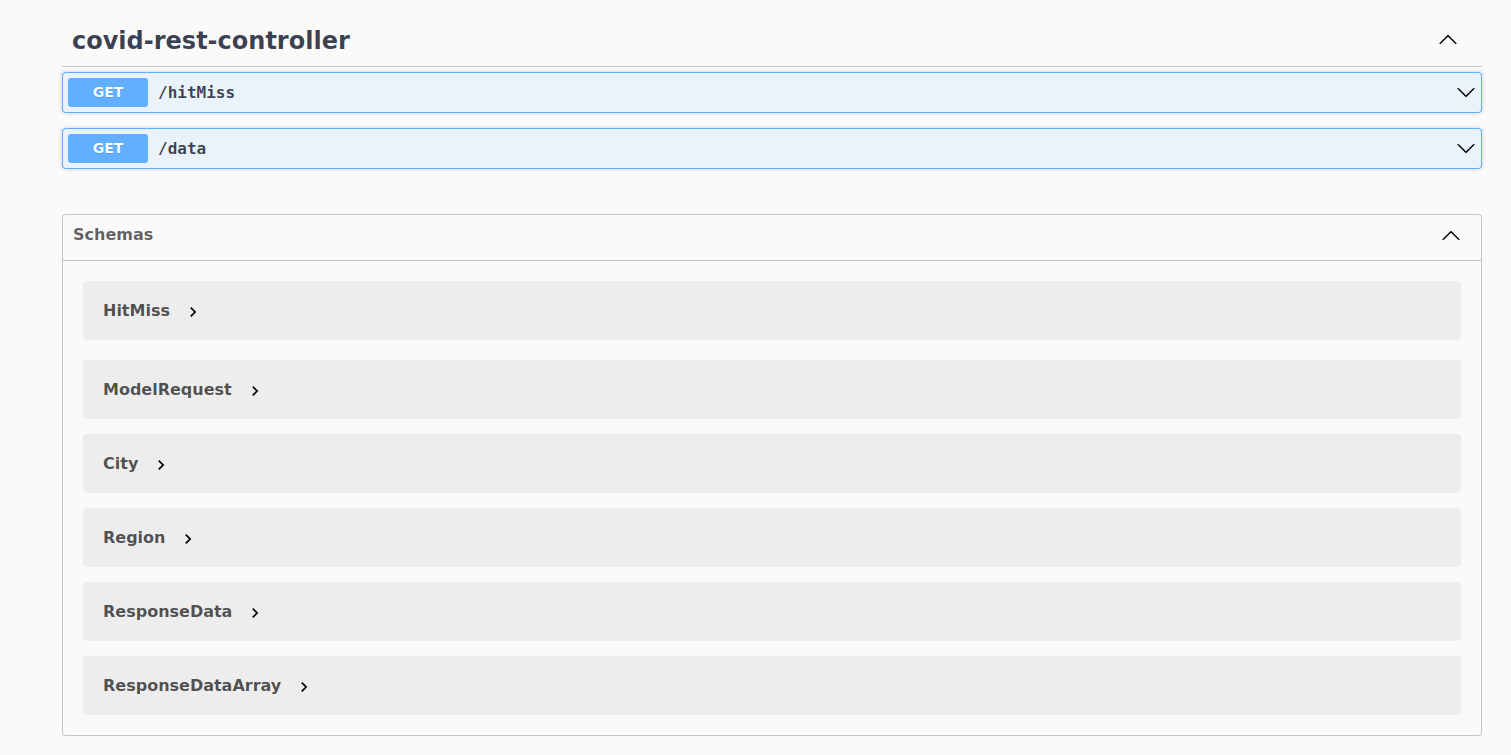 covid-rest-controller
GET /hitMiss
GET /data
Schemas
HitMiss
ModelRequest
City
Region
ResponseData
ResponseDataArray